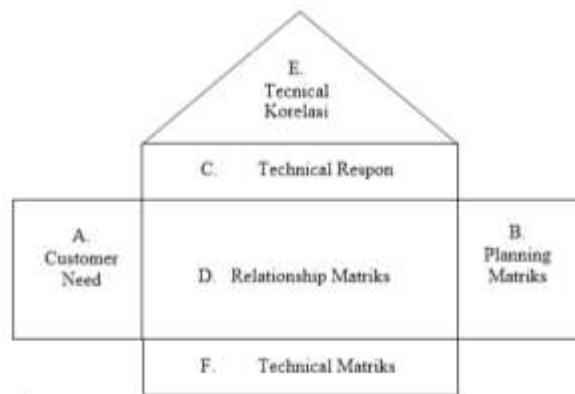 E.
Tecnical
Korelasi
C. Technical Respon
A.
Customer
Need
D. Relationship Matriks
B.
Planning
Matriks
F. Technical Matriks